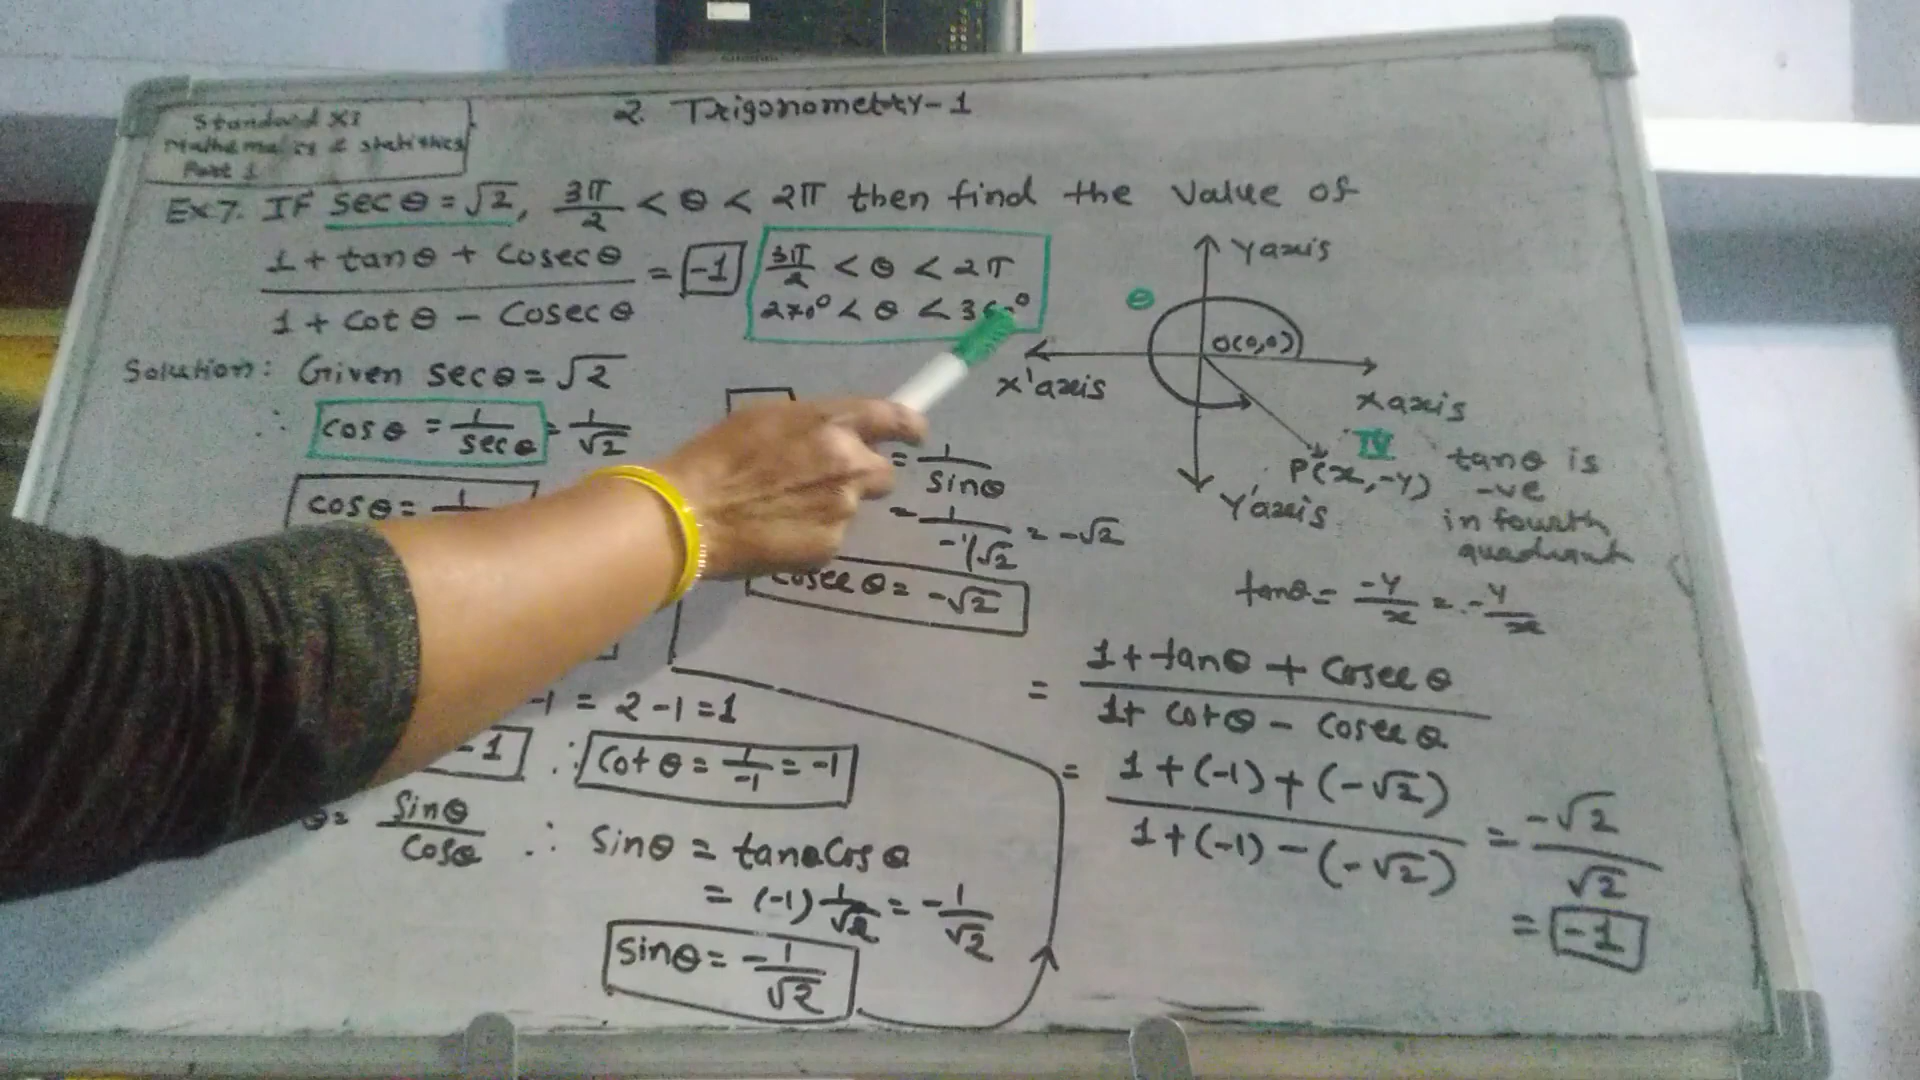 2. Trigonometry-1
Standard XI
Mathematics & statistics
Part 1
Ex 7. IF secθ = √2, 3π/2 < θ < 2π then find the value of
(1 + tanθ + cosecθ)/(1 + cotθ - cosecθ) = -1
3π/2 < θ < 2π
270° < θ < 360°
Solution: Given secθ = √2
∴ cosθ = 1/secθ = 1/√2
cosθ = 1
-1 = 2-1 = 1
-1 ∴ cotθ = 1/-1 = -1
θ = sinθ/cosθ ∴ sinθ = tanθcosθ
= (-1) 1/√2 = -1/√2
sinθ = -1/√2
= 1/sinθ
= 1/(-1/√2) = -√2
cosecθ = -√2
Y axis
θ
O(0,0)
X' axis
X axis
IV
P(x,-y)
Y' axis
tanθ is
-ve
in fourth
quadrant
tanθ = -y/x = -y/x
= (1 + tanθ + cosecθ)/(1 + cotθ - cosecθ)
= (1 + (-1) + (-√2))/(1 + (-1) - (-√2)) = -√2/√2
= -1